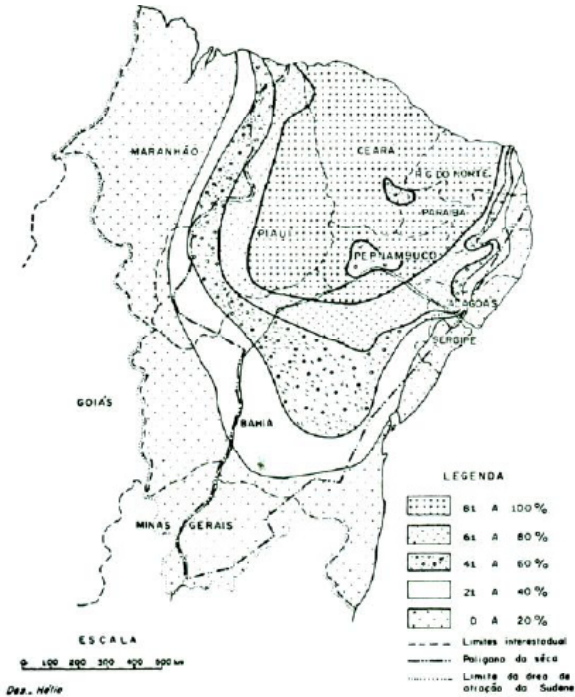 MARANHÃO
CEARÁ
R.G. DO NORTE
PARAÍBA
PIAUÍ
PERNAMBUCO
ALAGOAS
SERGIPE
GOIÁS
BAHIA
MINAS GERAIS
LEGENDA
81 A 100%
61 A 80%
41 A 60%
21 A 40%
0 A 20%
Limites interestadual
Polígono da sêca
Limite da área de
atração da Sudene
ESCALA
0 100 200 300 400 500 km
Des.. Hélio